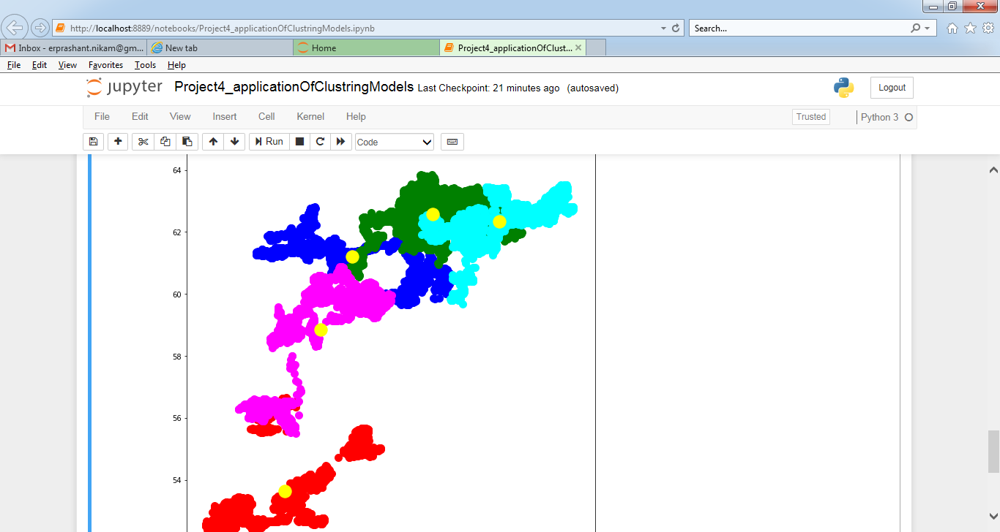 http://localhost:8889/notebooks/Project4_applicationOfClustringModels.ipynb
Search...
Inbox - erprashant.nikam@gm...
New tab
Home
Project4_applicationOfClust...
File Edit View Favorites Tools Help
jupyter Project4_applicationOfClustringModels Last Checkpoint: 21 minutes ago (autosaved)
Logout
File Edit View Insert Cell Kernel Help
Trusted
Python 3
Run
Code
64
62
60
58
56
54